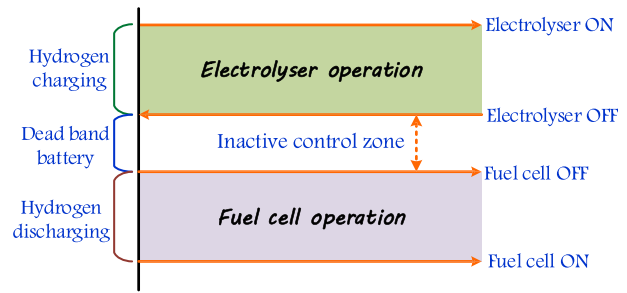 Electrolyser ON
Hydrogen
charging
Electrolyser operation
Electrolyser OFF
Dead band
battery
Inactive control zone
Fuel cell OFF
Hydrogen
discharging
Fuel cell operation
Fuel cell ON